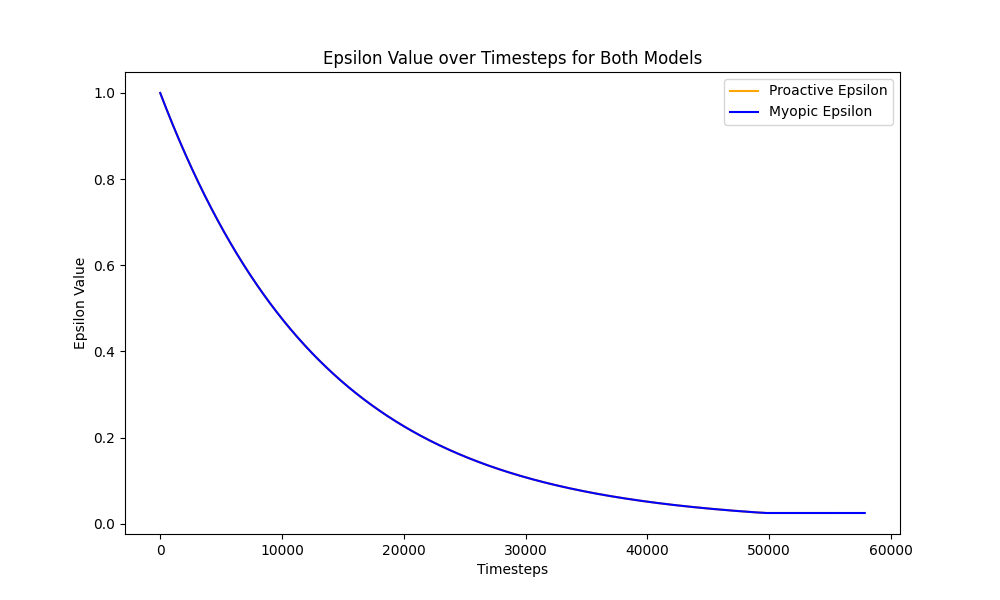 Epsilon Value over Timesteps for Both Models
Proactive Epsilon
Myopic Epsilon
Epsilon Value
1.0
0.8
0.6
0.4
0.2
0.0
0 10000 20000 30000 40000 50000 60000
Timesteps